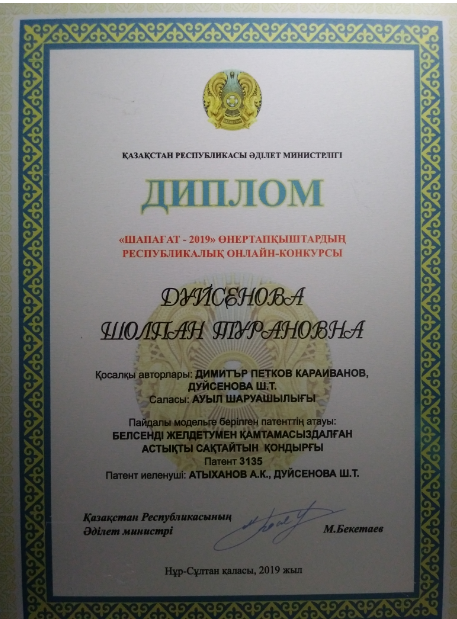 ҚАЗАҚСТАН РЕСПУБЛИКАСЫ ӘДІЛЕТ МИНИСТРЛІГІ
ДИПЛОМ
«ШАПАҒАТ - 2019» ӨНЕРТАПҚЫШТАРДЫҢ
РЕСПУБЛИКАЛЫҚ ОНЛАЙН-КОНКУРСЫ
ДУЙСЕНОВА
ШОЛПАН ТУРАНОВНА
Қосалқы авторлары: ДИМИТЪР ПЕТКОВ КАРАИВАНОВ,
ДУЙСЕНОВА Ш.Т.
Саласы: АУЫЛ ШАРУАШЫЛЫҒЫ
Пайдалы модельге берілген патенттің атауы:
БЕЛСЕНДІ ЖЕЛДЕТУМЕН ҚАМТАМАСЫЗДАЛҒАН
АСТЫҚТЫ САҚТАЙТЫН ҚОНДЫРҒЫ
Патент 3135
Патент иеленуші: АТЫХАНОВ А.К., ДУЙСЕНОВА Ш.Т.
Қазақстан Республикасының
Әділет министрі М.Бекетаев
Нұр-Сұлтан қаласы, 2019 жыл